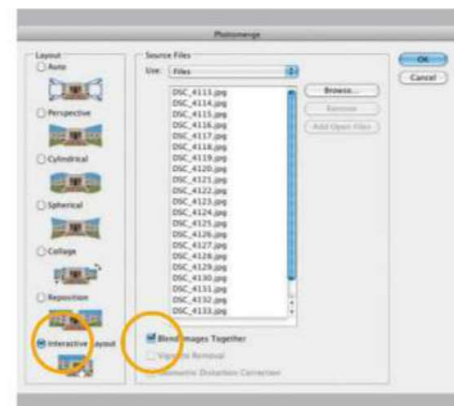 Photomerge
Layout
Auto
Perspective
Cylindrical
Spherical
Collage
Reposition
Interactive Layout
Source Files
Use: Files
DSC_4113.jpg
DSC_4114.jpg
DSC_4115.jpg
DSC_4116.jpg
DSC_4117.jpg
DSC_4118.jpg
DSC_4119.jpg
DSC_4120.jpg
DSC_4121.jpg
DSC_4122.jpg
DSC_4123.jpg
DSC_4124.jpg
DSC_4125.jpg
DSC_4126.jpg
DSC_4127.jpg
DSC_4128.jpg
DSC_4129.jpg
DSC_4130.jpg
DSC_4131.jpg
DSC_4132.jpg
DSC_4133.jpg
Blend Images Together
Vignette Removal
Geometric Distortion Correction
Browse...
Remove
Add Open Files
OK
Cancel